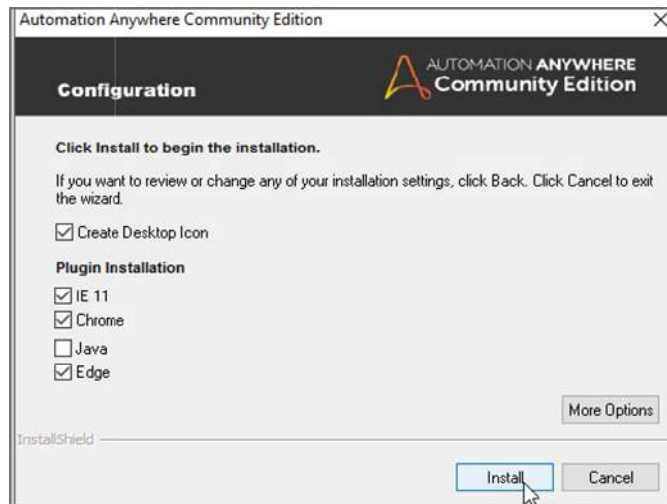 Automation Anywhere Community Edition
AUTOMATION ANYWHERE
Community Edition
Configuration
Click Install to begin the installation.
If you want to review or change any of your installation settings, click Back. Click Cancel to exit
the wizard.
Create Desktop Icon
Plugin Installation
IE 11
Chrome
Java
Edge
More Options
InstallShield
Install
Cancel